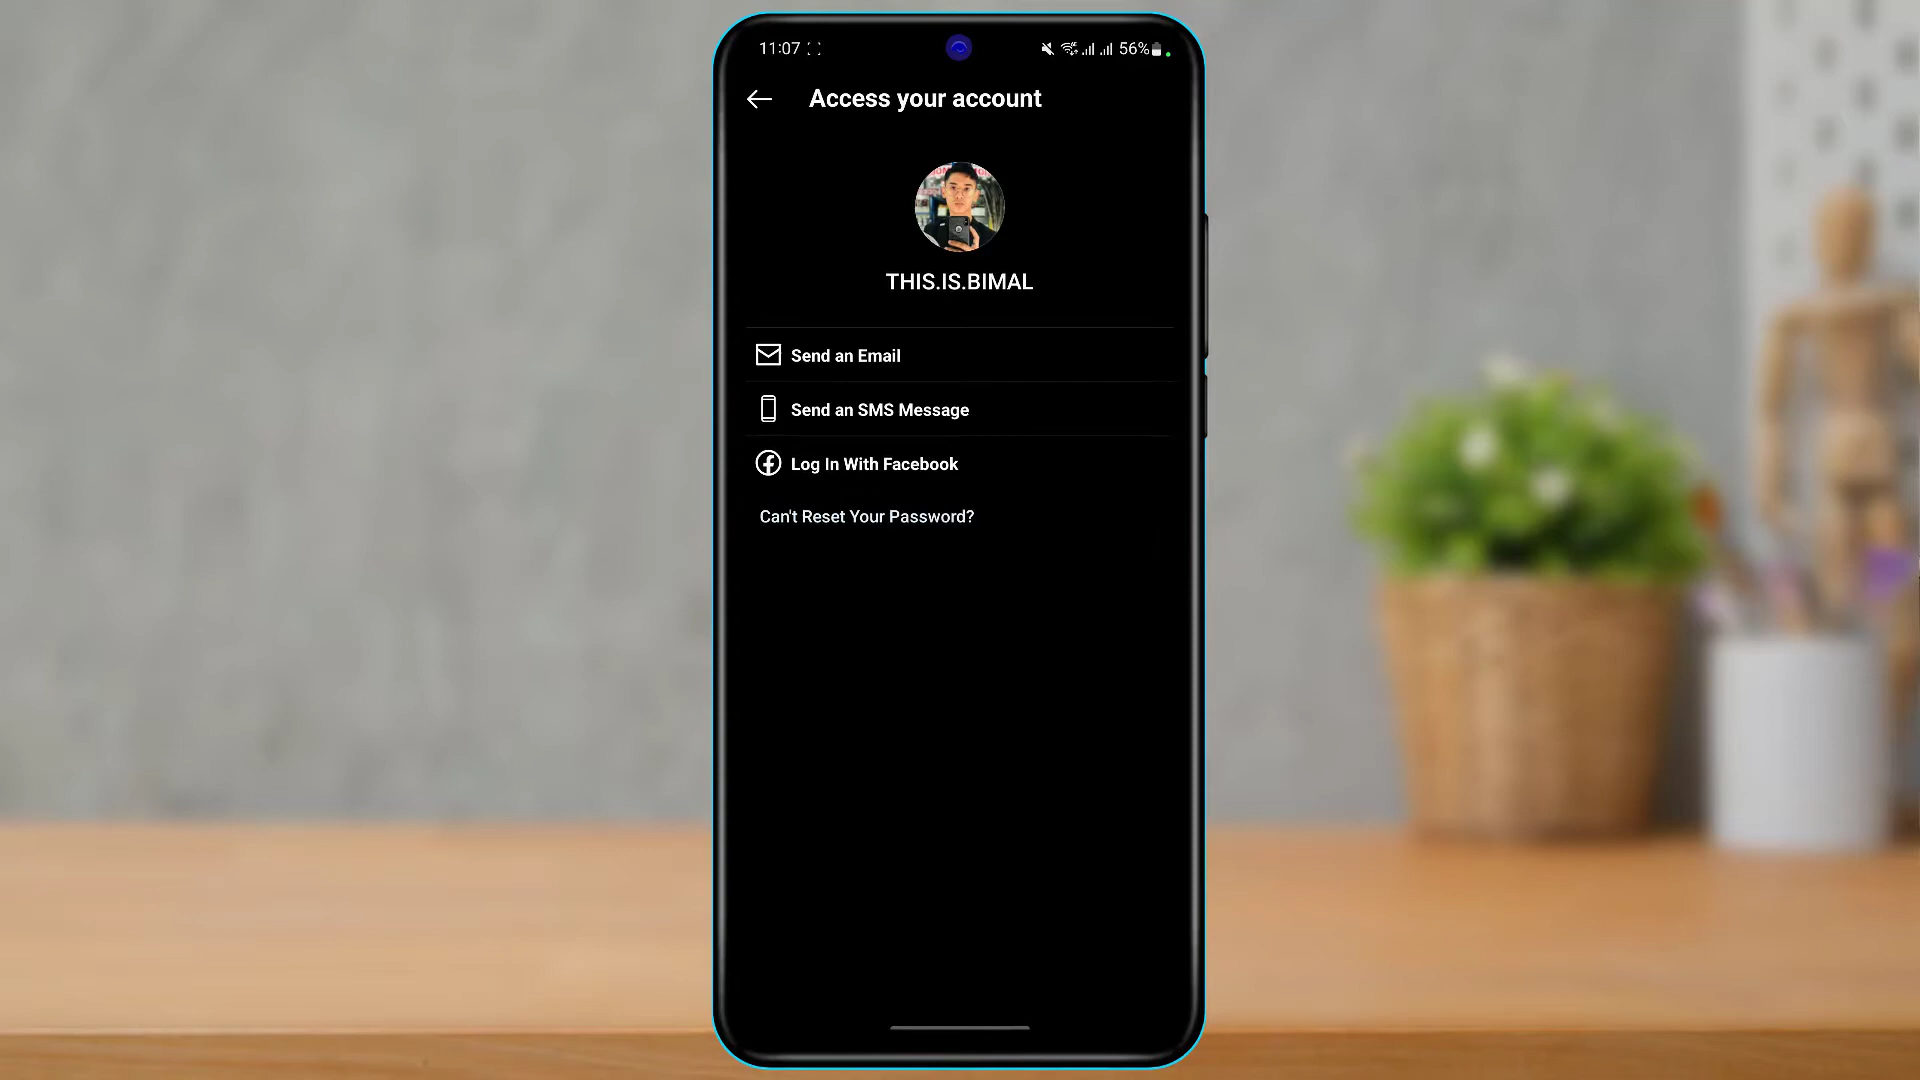 11:07
56%
Access your account
THIS.IS.BIMAL
Send an Email
Send an SMS Message
Log In With Facebook
Can't Reset Your Password?